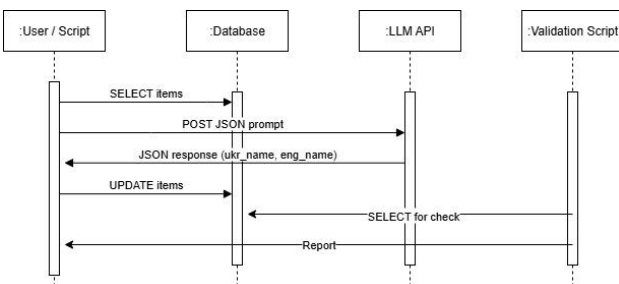 :User / Script
:Database
:LLM API
:Validation Script
SELECT items
POST JSON prompt
JSON response (ukr_name, eng_name)
UPDATE items
SELECT for check
Report